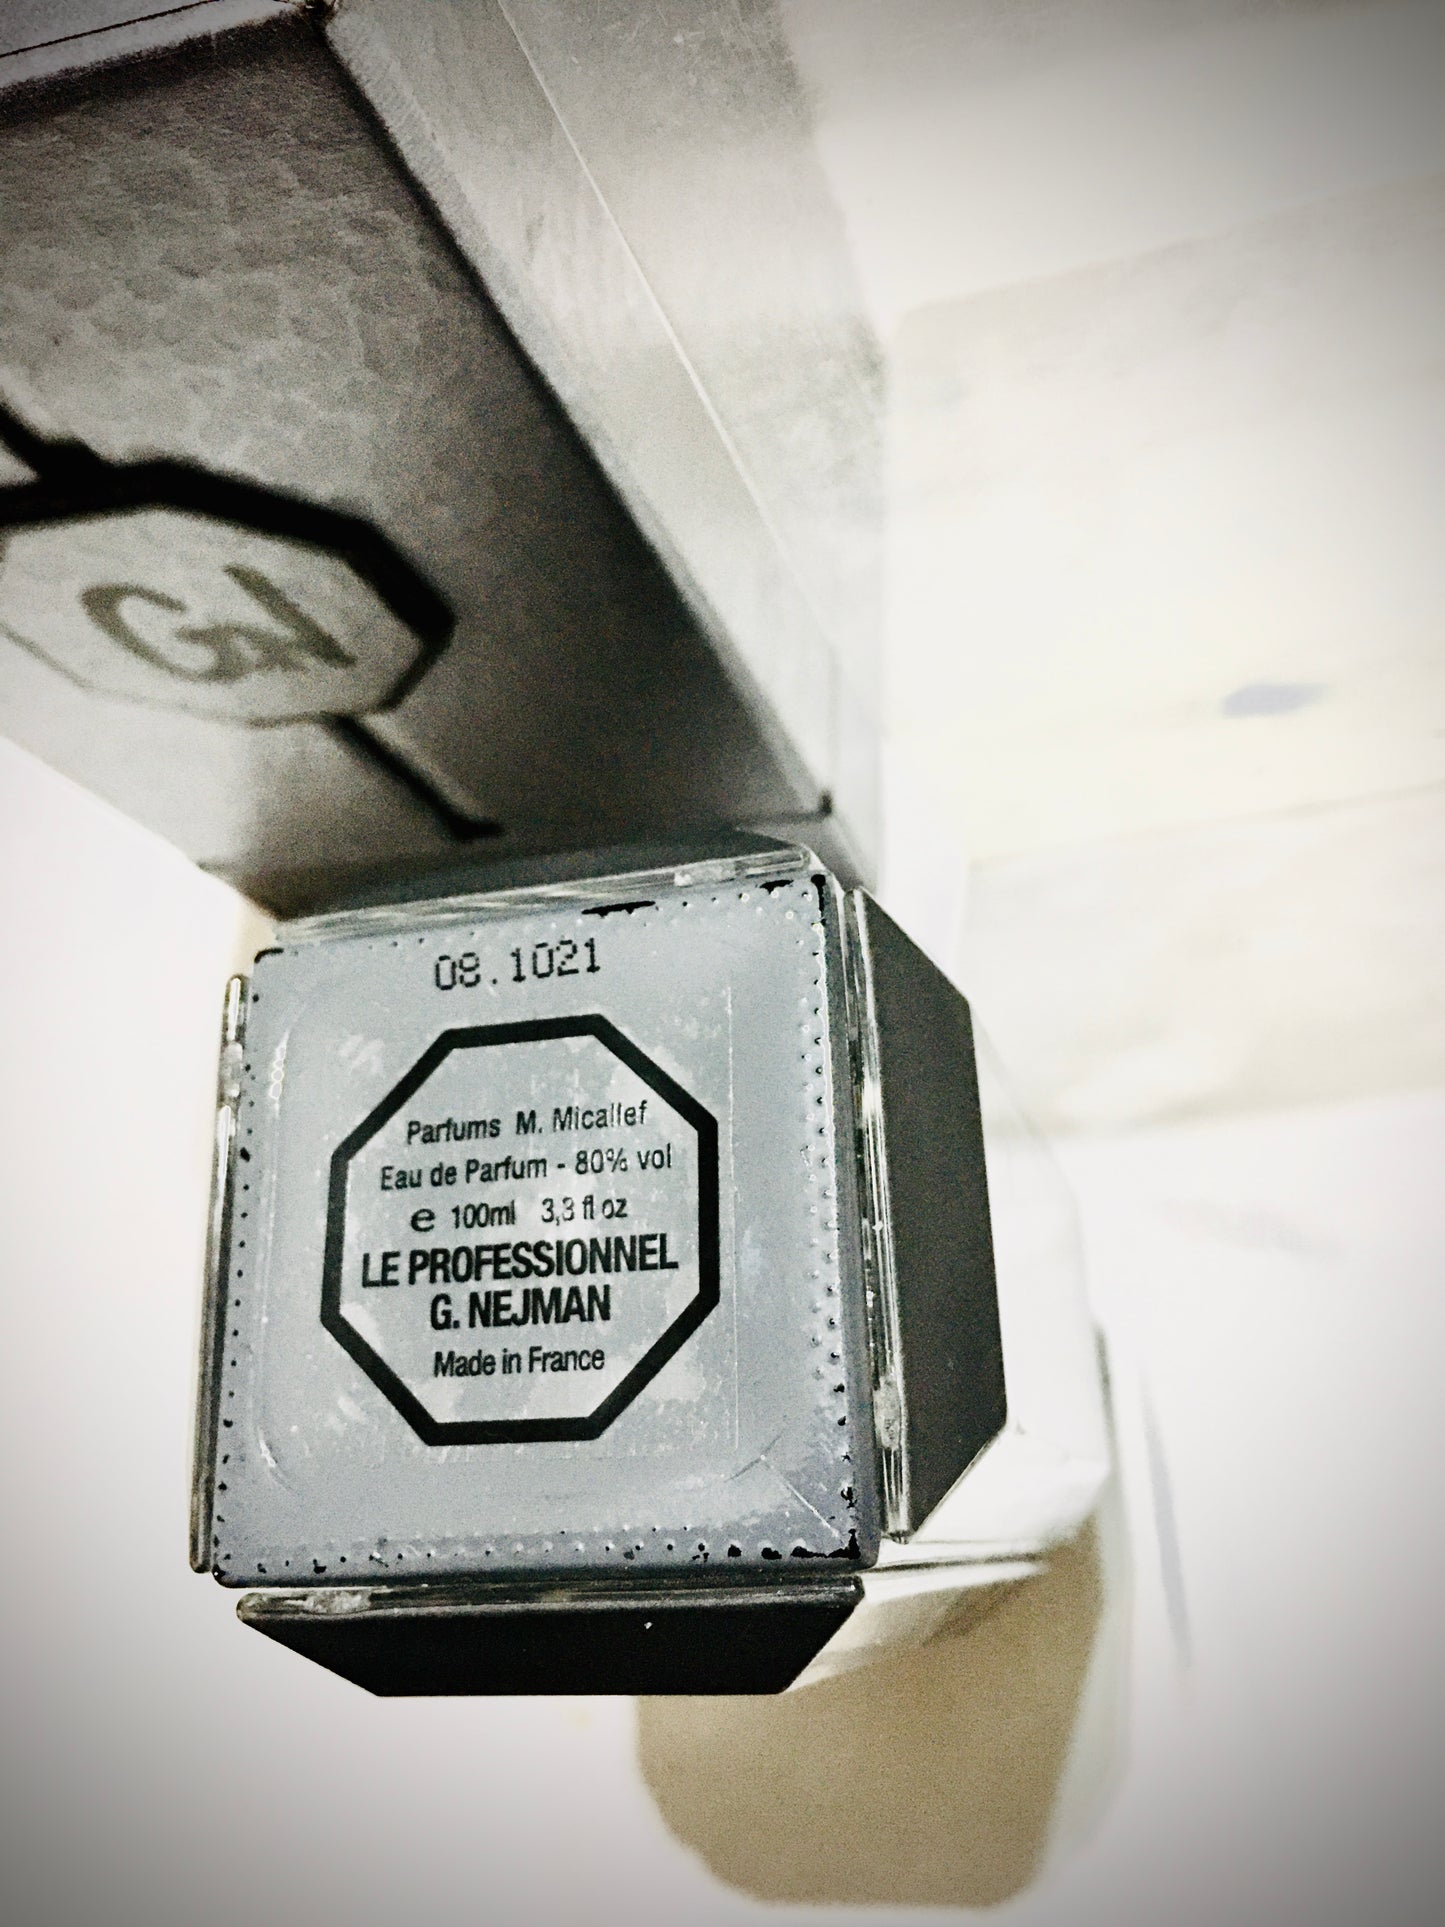 08.1021
Parfums M. Micallef
Eau de Parfum - 80% vol
e 100ml 3,3 fl oz
LE PROFESSIONNEL
G. NEJMAN
Made in France